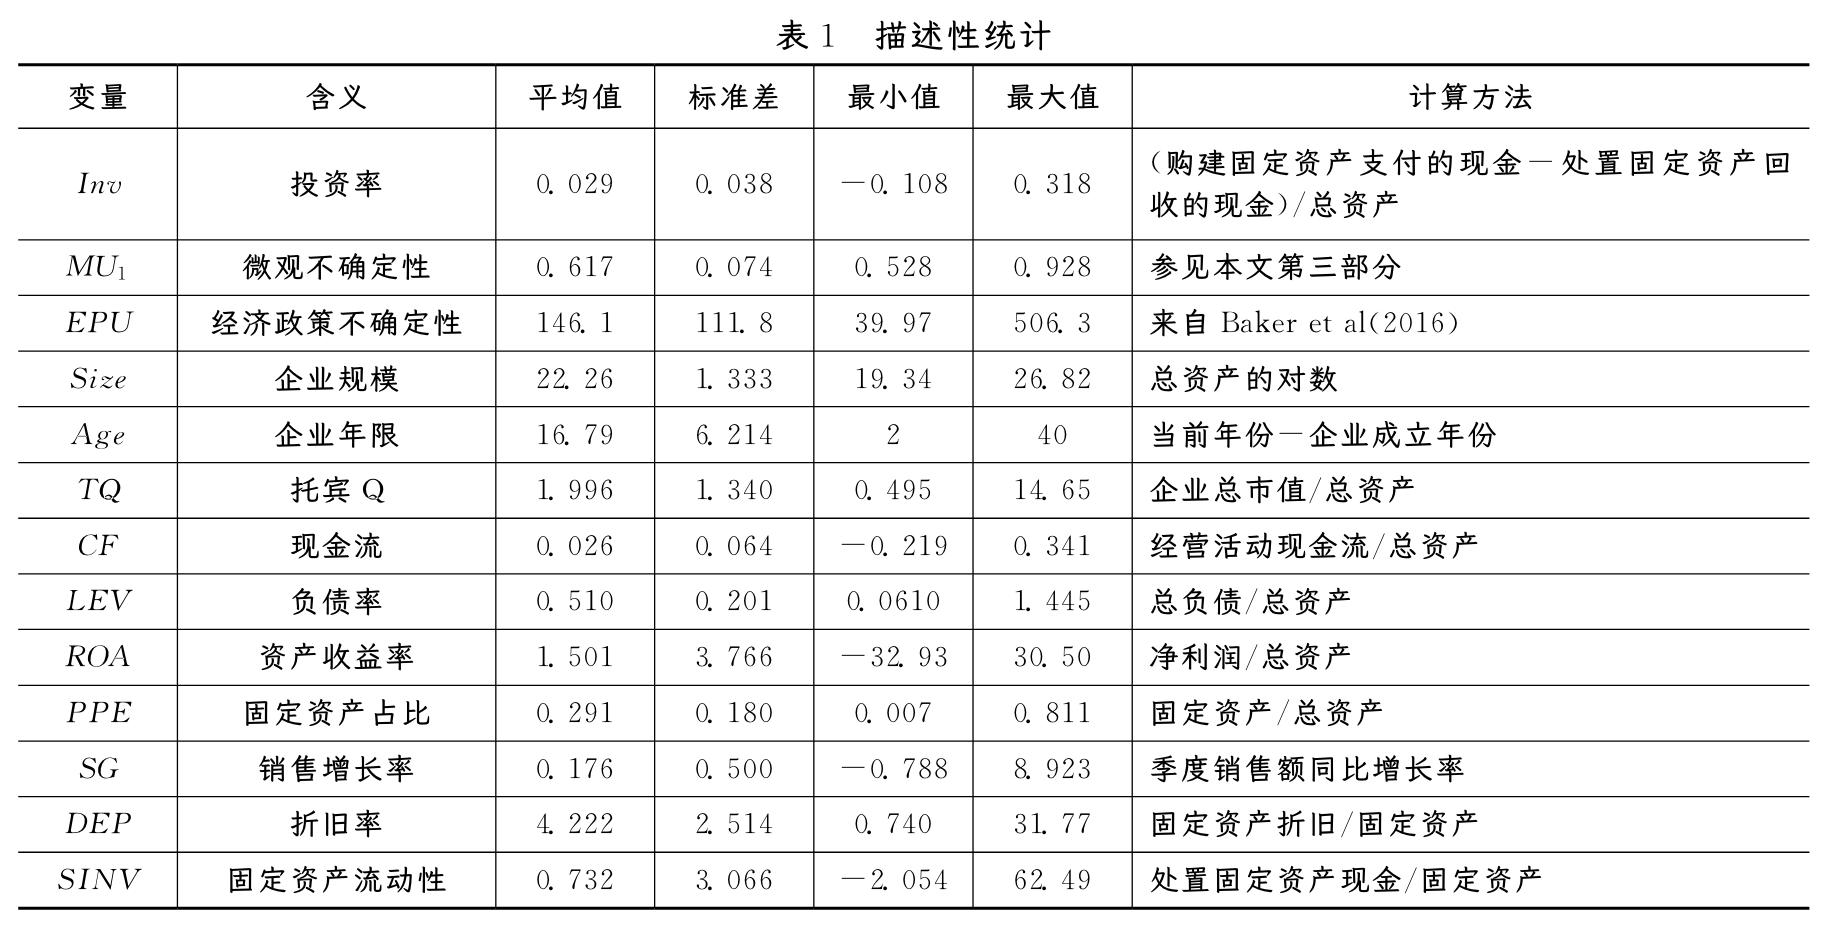 表1 描述性统计
变量 含义 平均值 标准差 最小值 最大值 计算方法
Inv 投资率 0.029 0.038 －0.108 0.318 (购建固定资产支付的现金－处置固定资产回
收的现金)/总资产
MU1 微观不确定性 0.617 0.074 0.528 0.928 参见本文第三部分
EPU 经济政策不确定性 146.1 111.8 39.97 506.3 来自 Baker et al(2016)
Size 企业规模 22.26 1.333 19.34 26.82 总资产的对数
Age 企业年限 16.79 6.214 2 40 当前年份－企业成立年份
TQ 托宾 Q 1.996 1.340 0.495 14.65 企业总市值/总资产
CF 现金流 0.026 0.064 －0.219 0.341 经营活动现金流/总资产
LEV 负债率 0.510 0.201 0.0610 1.445 总负债/总资产
ROA 资产收益率 1.501 3.766 －32.93 30.50 净利润/总资产
PPE 固定资产占比 0.291 0.180 0.007 0.811 固定资产/总资产
SG 销售增长率 0.176 0.500 －0.788 8.923 季度销售额同比增长率
DEP 折旧率 4.222 2.514 0.740 31.77 固定资产折旧/固定资产
SINV 固定资产流动性 0.732 3.066 －2.054 62.49 处置固定资产现金/固定资产